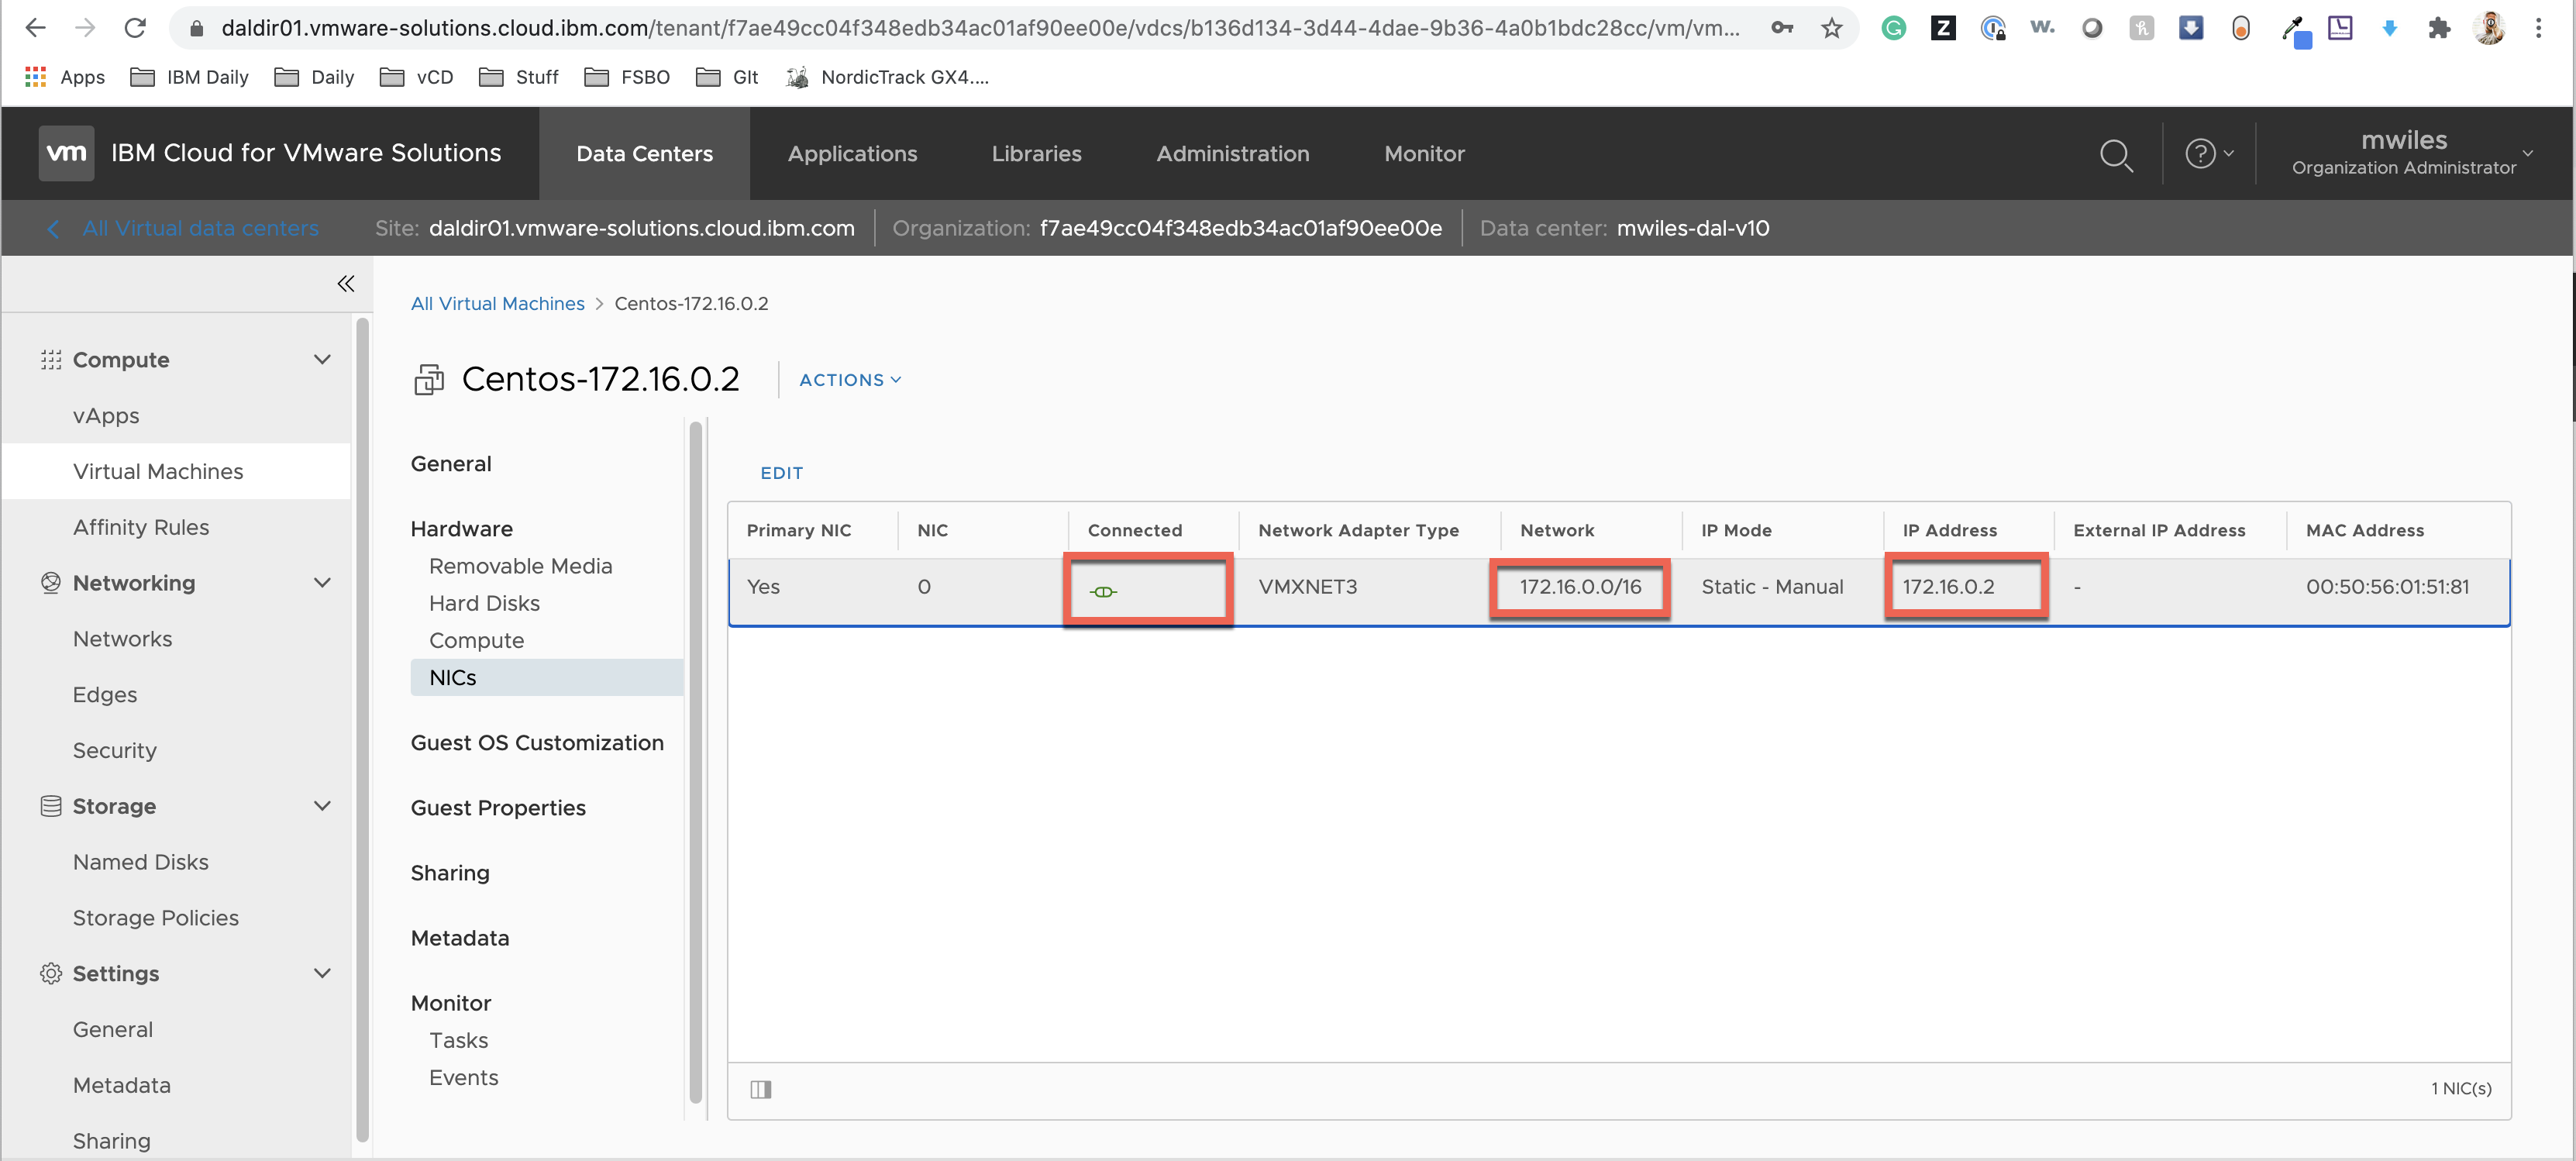 daldir01.vmware-solutions.cloud.ibm.com/tenant/f7ae49cc04f348edb34ac01af90ee00e/vdcs/b136d134-3d44-4dae-9b36-4a0b1bdc28cc/vm/vm...
Apps IBM Daily Daily vCD Stuff FSBO GIt NordicTrack GX4....
vm IBM Cloud for VMware Solutions Data Centers Applications Libraries Administration Monitor mwiles
Organization Administrator
All Virtual data centers Site: daldir01.vmware-solutions.cloud.ibm.com Organization: f7ae49cc04f348edb34ac01af90ee00e Data center: mwiles-dal-v10
Compute
vApps
Virtual Machines
Affinity Rules
Networking
Networks
Edges
Security
Storage
Named Disks
Storage Policies
Settings
General
Metadata
Sharing
All Virtual Machines > Centos-172.16.0.2
Centos-172.16.0.2 ACTIONS
General
Hardware
Removable Media
Hard Disks
Compute
NICs
Guest OS Customization
Guest Properties
Sharing
Metadata
Monitor
Tasks
Events
EDIT
Primary NIC NIC Connected Network Adapter Type Network IP Mode IP Address External IP Address MAC Address
Yes 0 VMXNET3 172.16.0.0/16 Static - Manual 172.16.0.2 - 00:50:56:01:51:81
1 NIC(s)